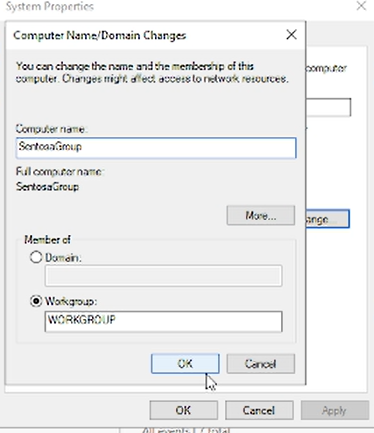 System Properties
Computer Name/Domain Changes
You can change the name and the membership of this
computer. Changes might affect access to network resources.
computer
Computer name:
SentosaGroup
Full computer name:
SentosaGroup
More...
ange...
Member of
Domain:
Workgroup:
WORKGROUP
OK
Cancel
OK
Cancel
Apply